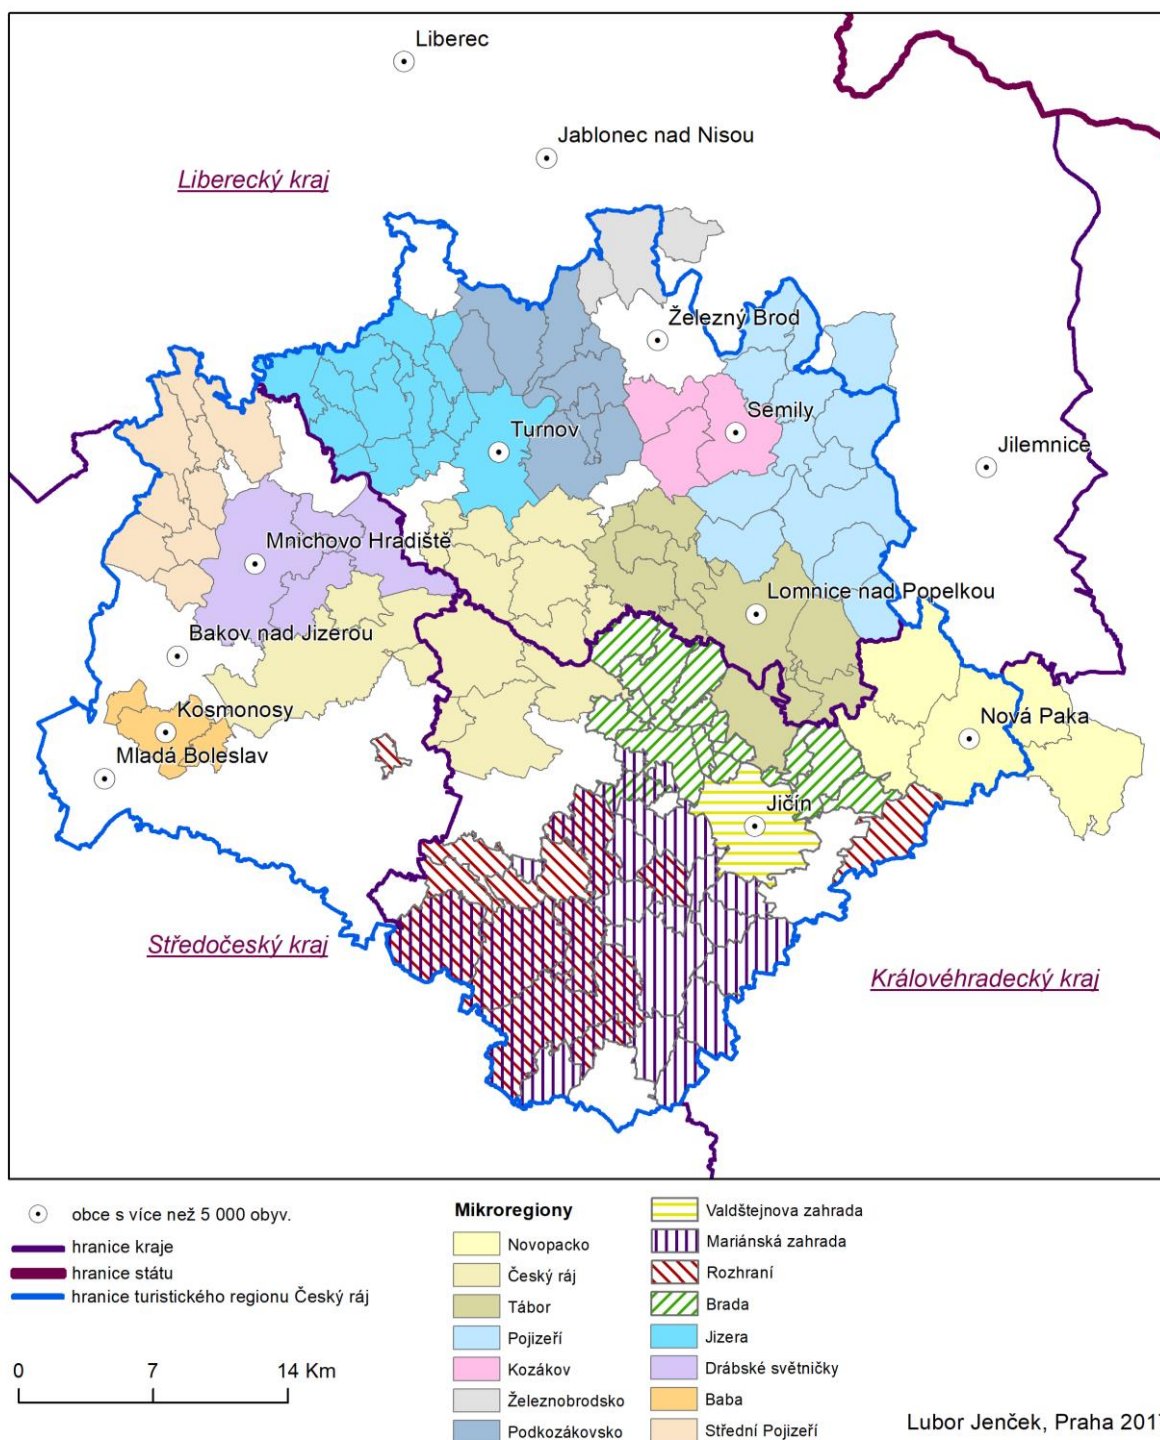 Liberec
Jablonec nad Nisou
Liberecký kraj
Železný Brod
Turnov
Semily
Jilemnice
Mnichovo Hradiště
Lomnice nad Popelkou
Bakov nad Jizerou
Kosmonosy
Nová Paka
Mladá Boleslav
Jičín
Středočeský kraj
Královéhradecký kraj
obce s více než 5 000 obyv.
hranice kraje
hranice státu
hranice turistického regionu Český ráj
0 7 14 Km
Mikroregiony
Novopacko
Český ráj
Tábor
Pojizeří
Kozákov
Železnobrodsko
Podkozákovsko
Valdštejnova zahrada
Mariánská zahrada
Rozhraní
Brada
Jizera
Drábské světničky
Baba
Střední Pojizeří
Lubor Jenček, Praha